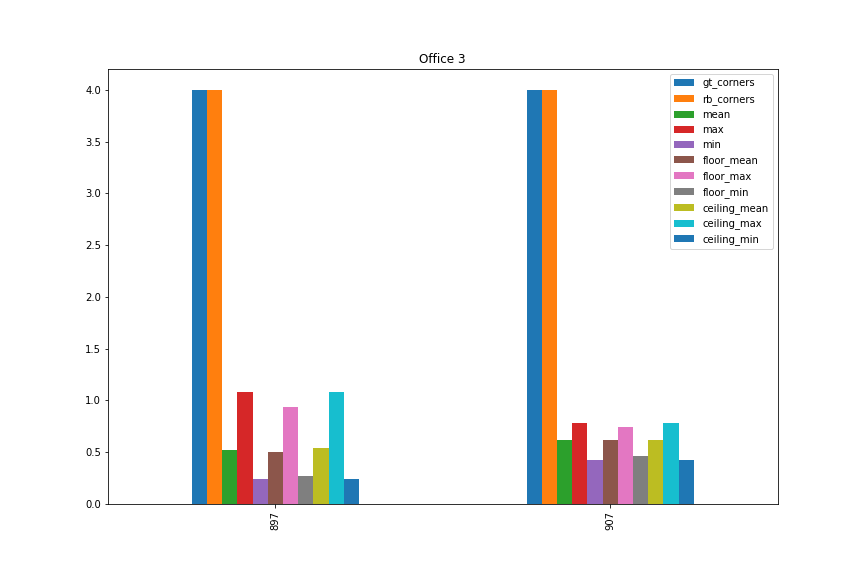 Office 3
4.0
3.5
3.0
2.5
2.0
1.5
1.0
0.5
0.0
897
907
gt_corners
rb_corners
mean
max
min
floor_mean
floor_max
floor_min
ceiling_mean
ceiling_max
ceiling_min